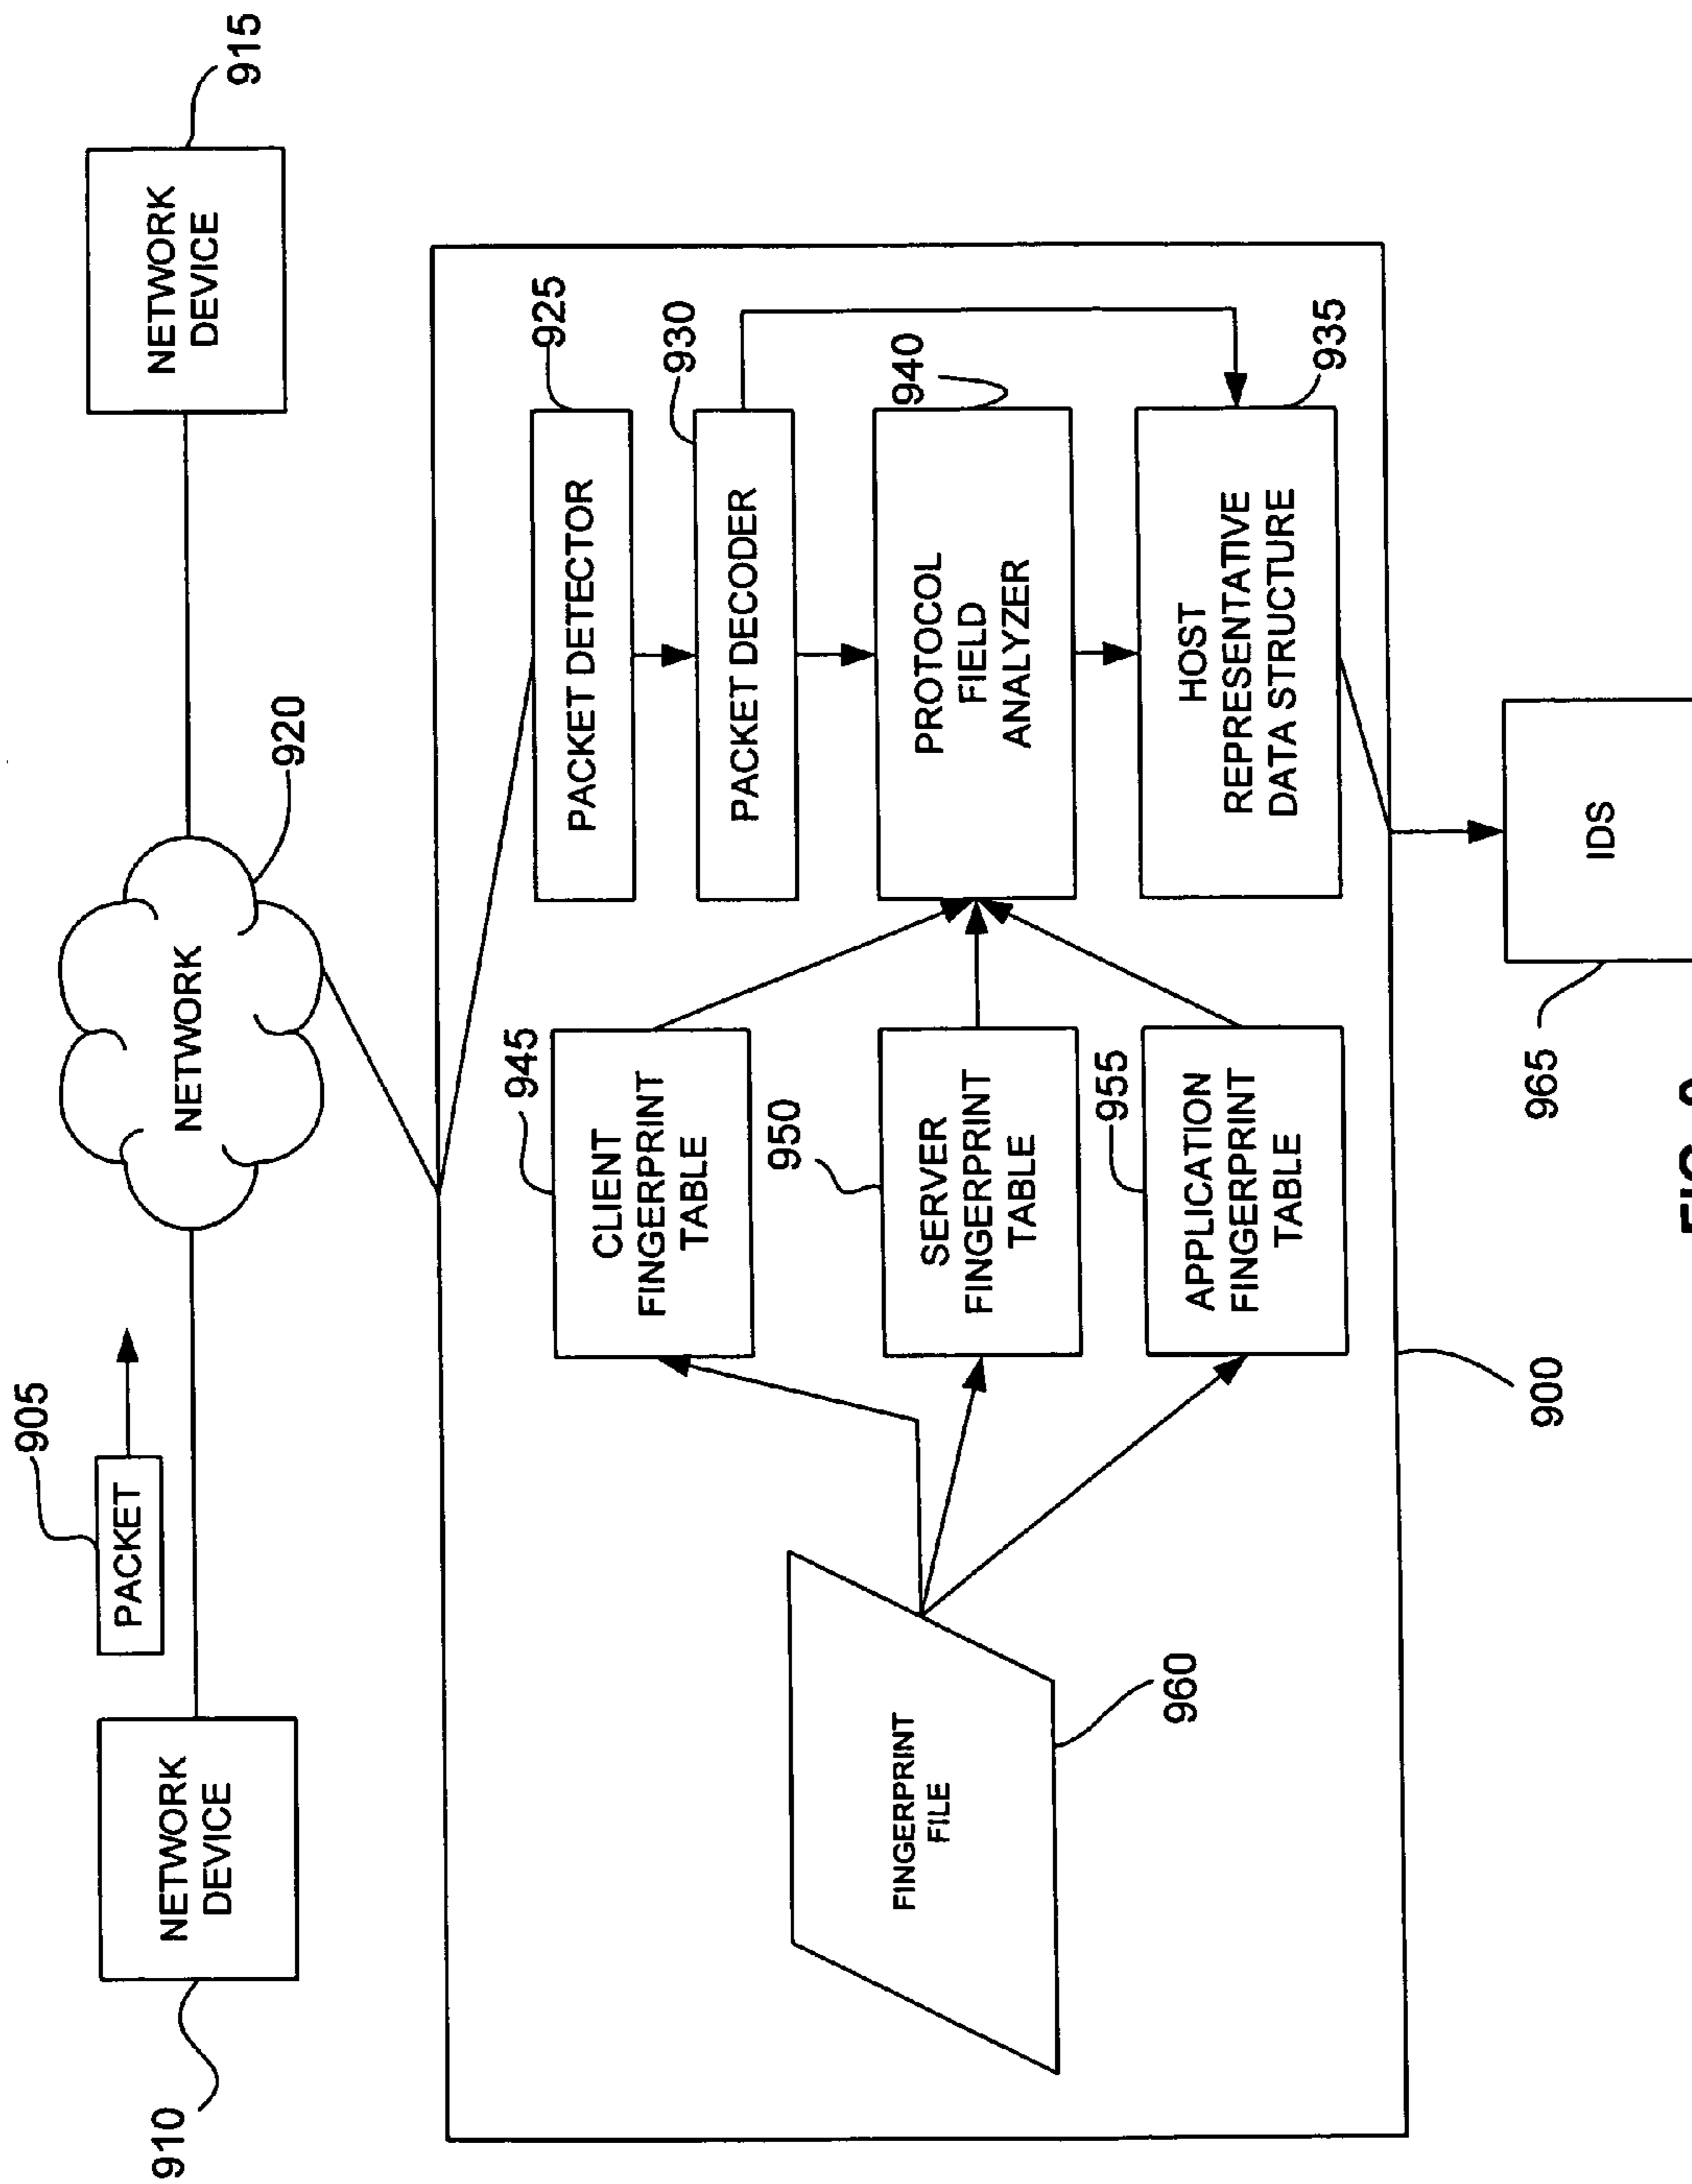 905
PACKET
910
NETWORK
DEVICE
NETWORK
920
NETWORK
DEVICE
915
PACKET DETECTOR
925
PACKET DECODER
930
PROTOCOL
FIELD
ANALYZER
940
HOST
REPRESENTATIVE
DATA STRUCTURE
935
CLIENT
FINGERPRINT
TABLE
945
SERVER
FINGERPRINT
TABLE
950
APPLICATION
FINGERPRINT
TABLE
955
FINGERPRINT
FILE
960
900
IDS
965